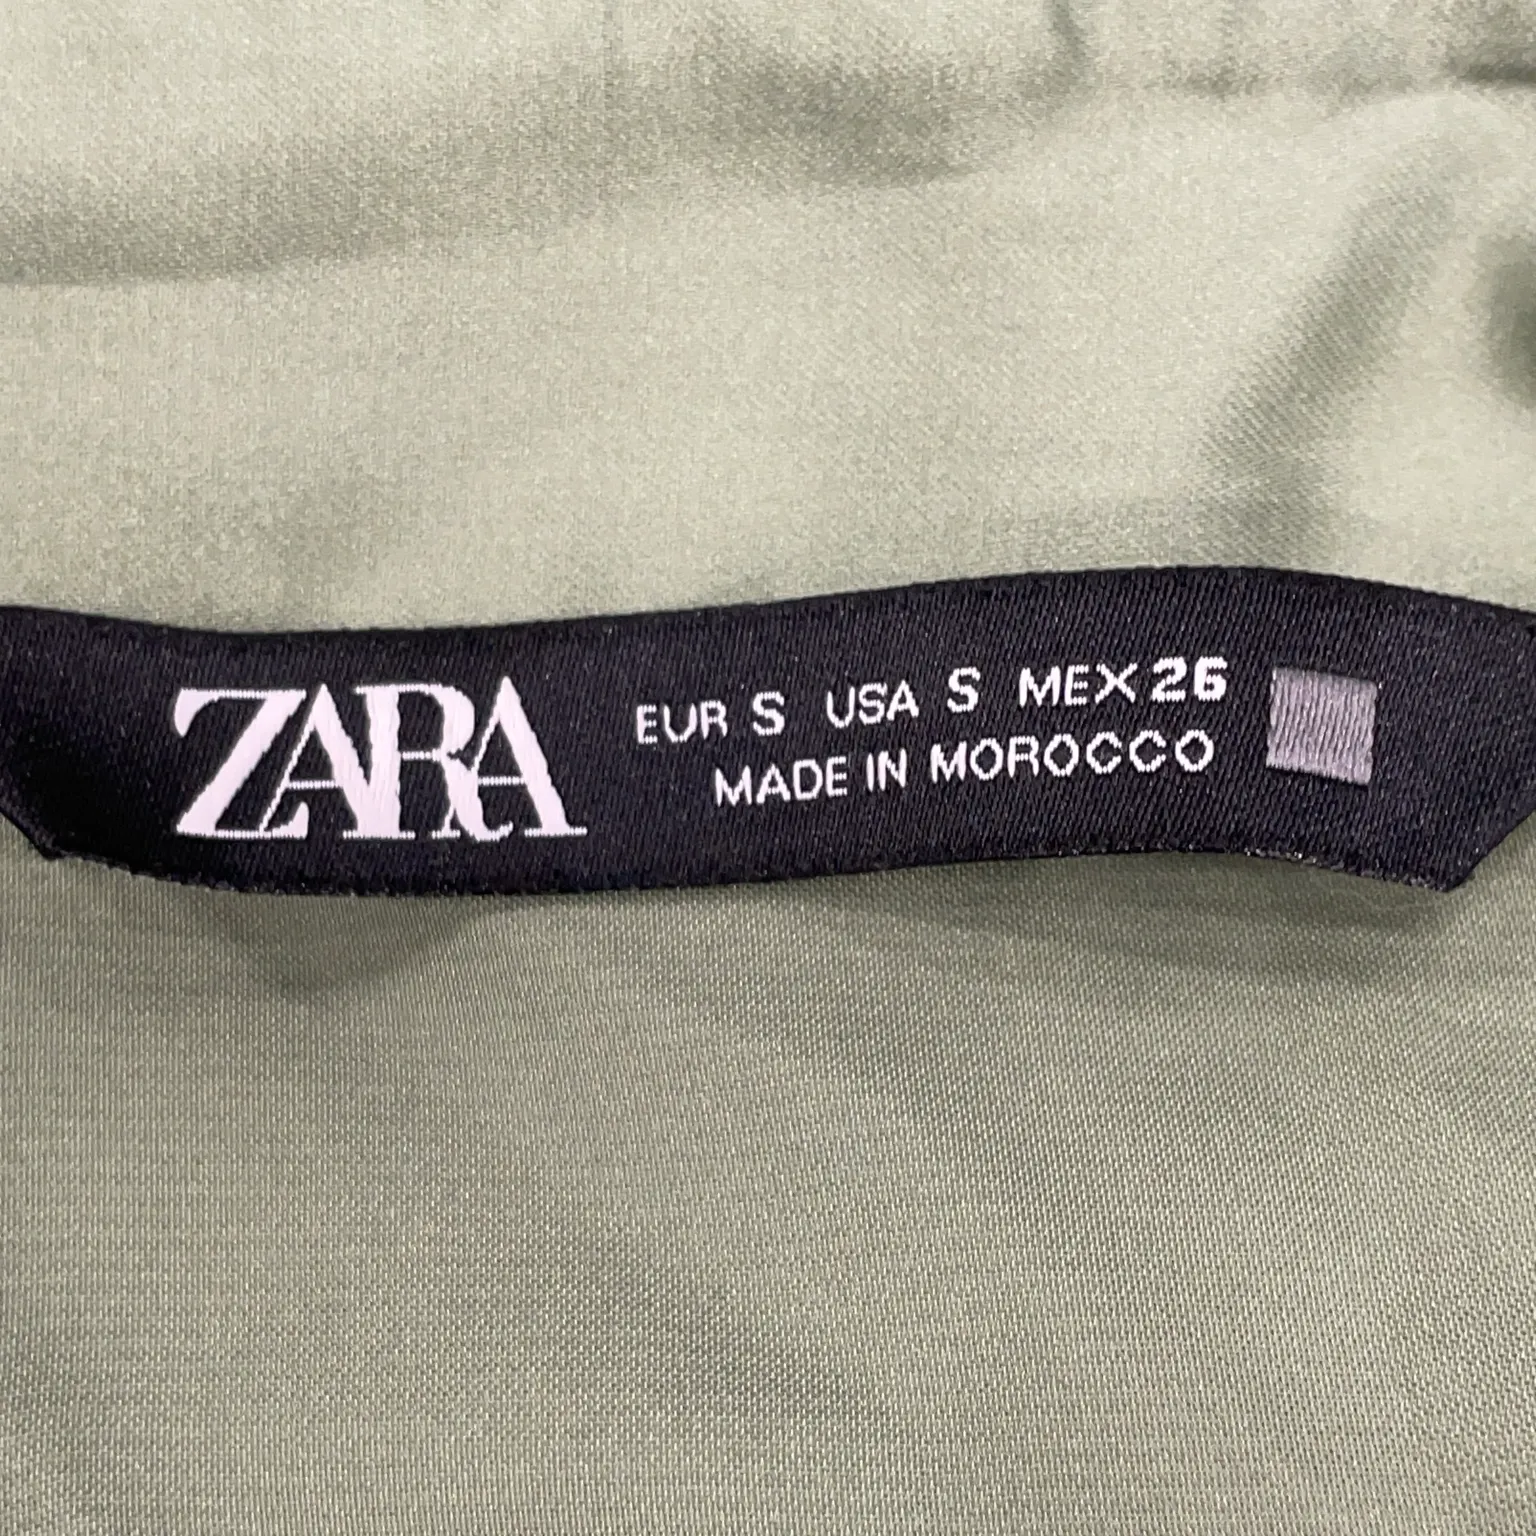 ZARA
EUR S USA S MEX 26
MADE IN MOROCCO